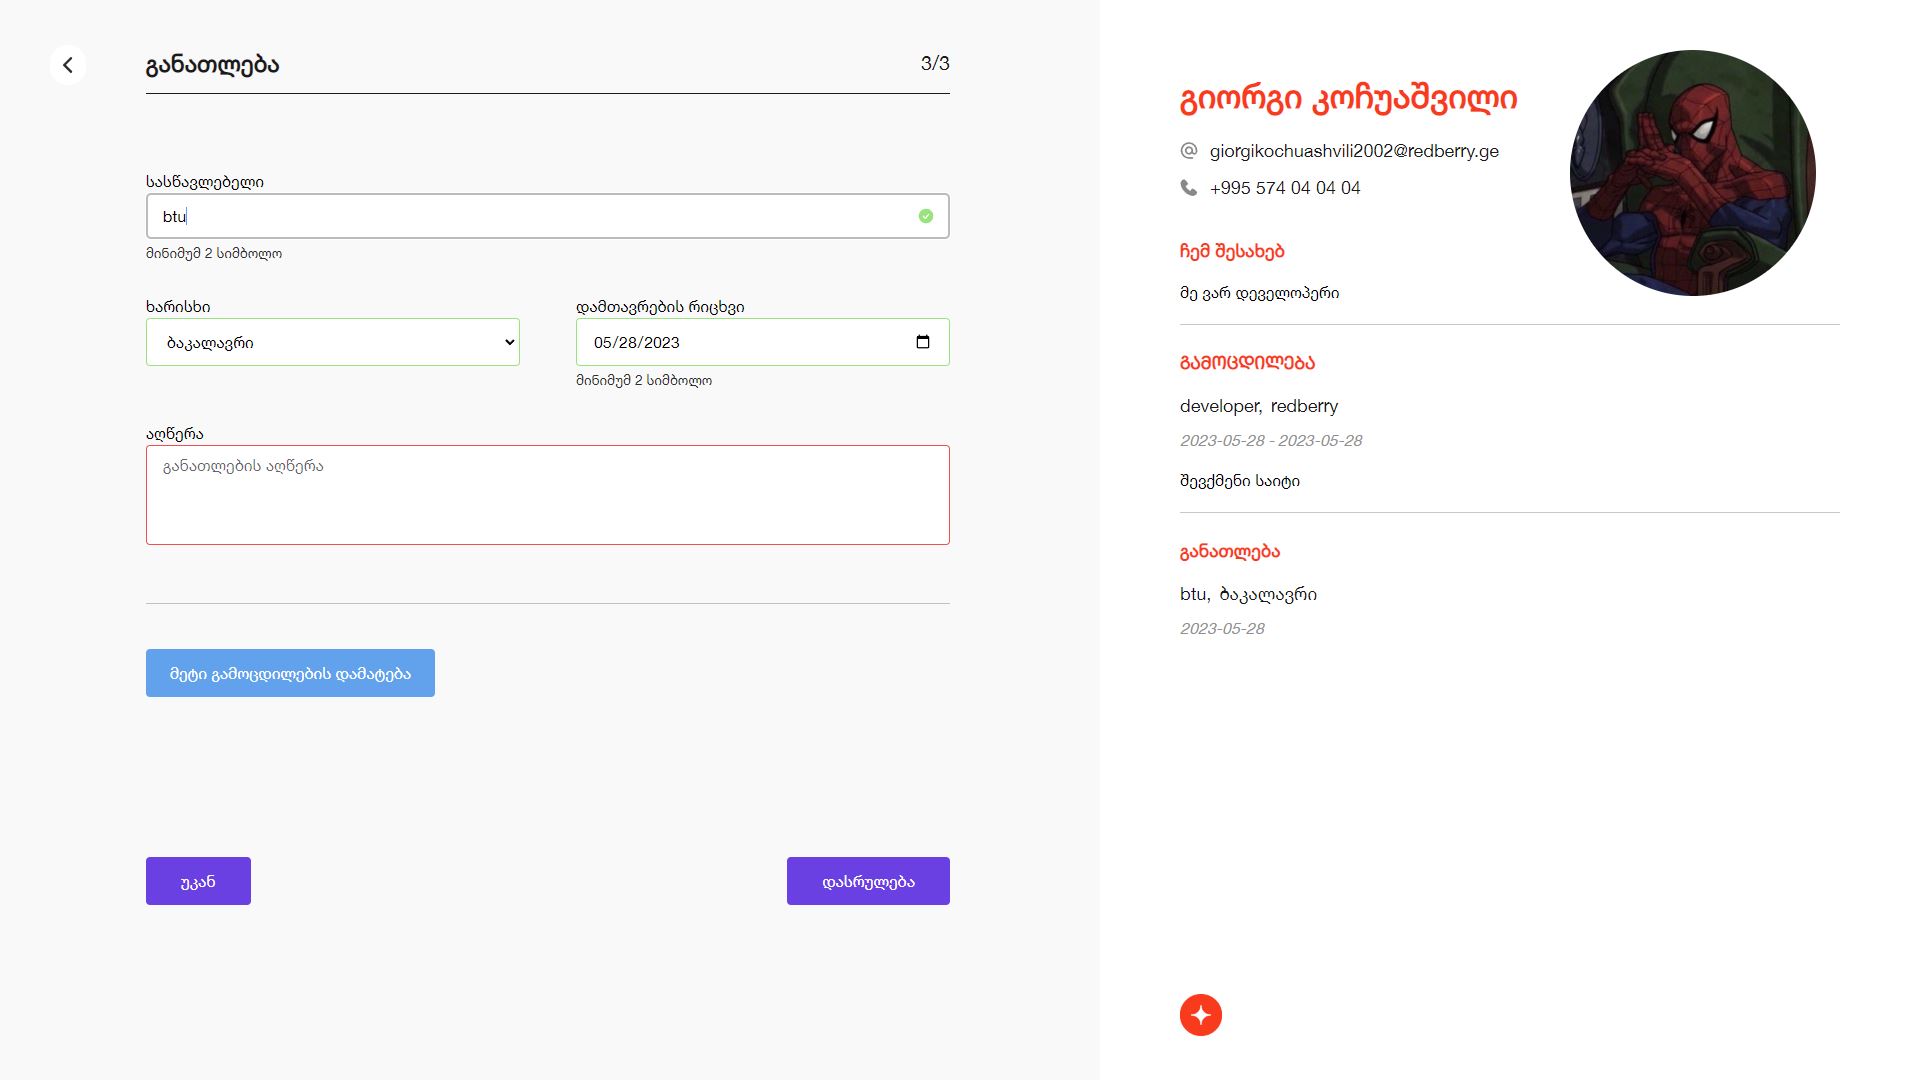 განათლება
3/3
სასწავლებელი
btu
მინიმუმ 2 სიმბოლო
ხარისხი
დამთავრების რიცხვი
ბაკალავრი
05/28/2023
მინიმუმ 2 სიმბოლო
აღწერა
განათლების აღწერა
მეტი გამოცდილების დამატება
უკან
დასრულება
გიორგი კოჩუაშვილი
giorgikochuashvili2002@redberry.ge
+995 574 04 04 04
ჩემ შესახებ
მე ვარ დეველოპერი
გამოცდილება
developer, redberry
2023-05-28 - 2023-05-28
შევქმენი საიტი
განათლება
btu, ბაკალავრი
2023-05-28